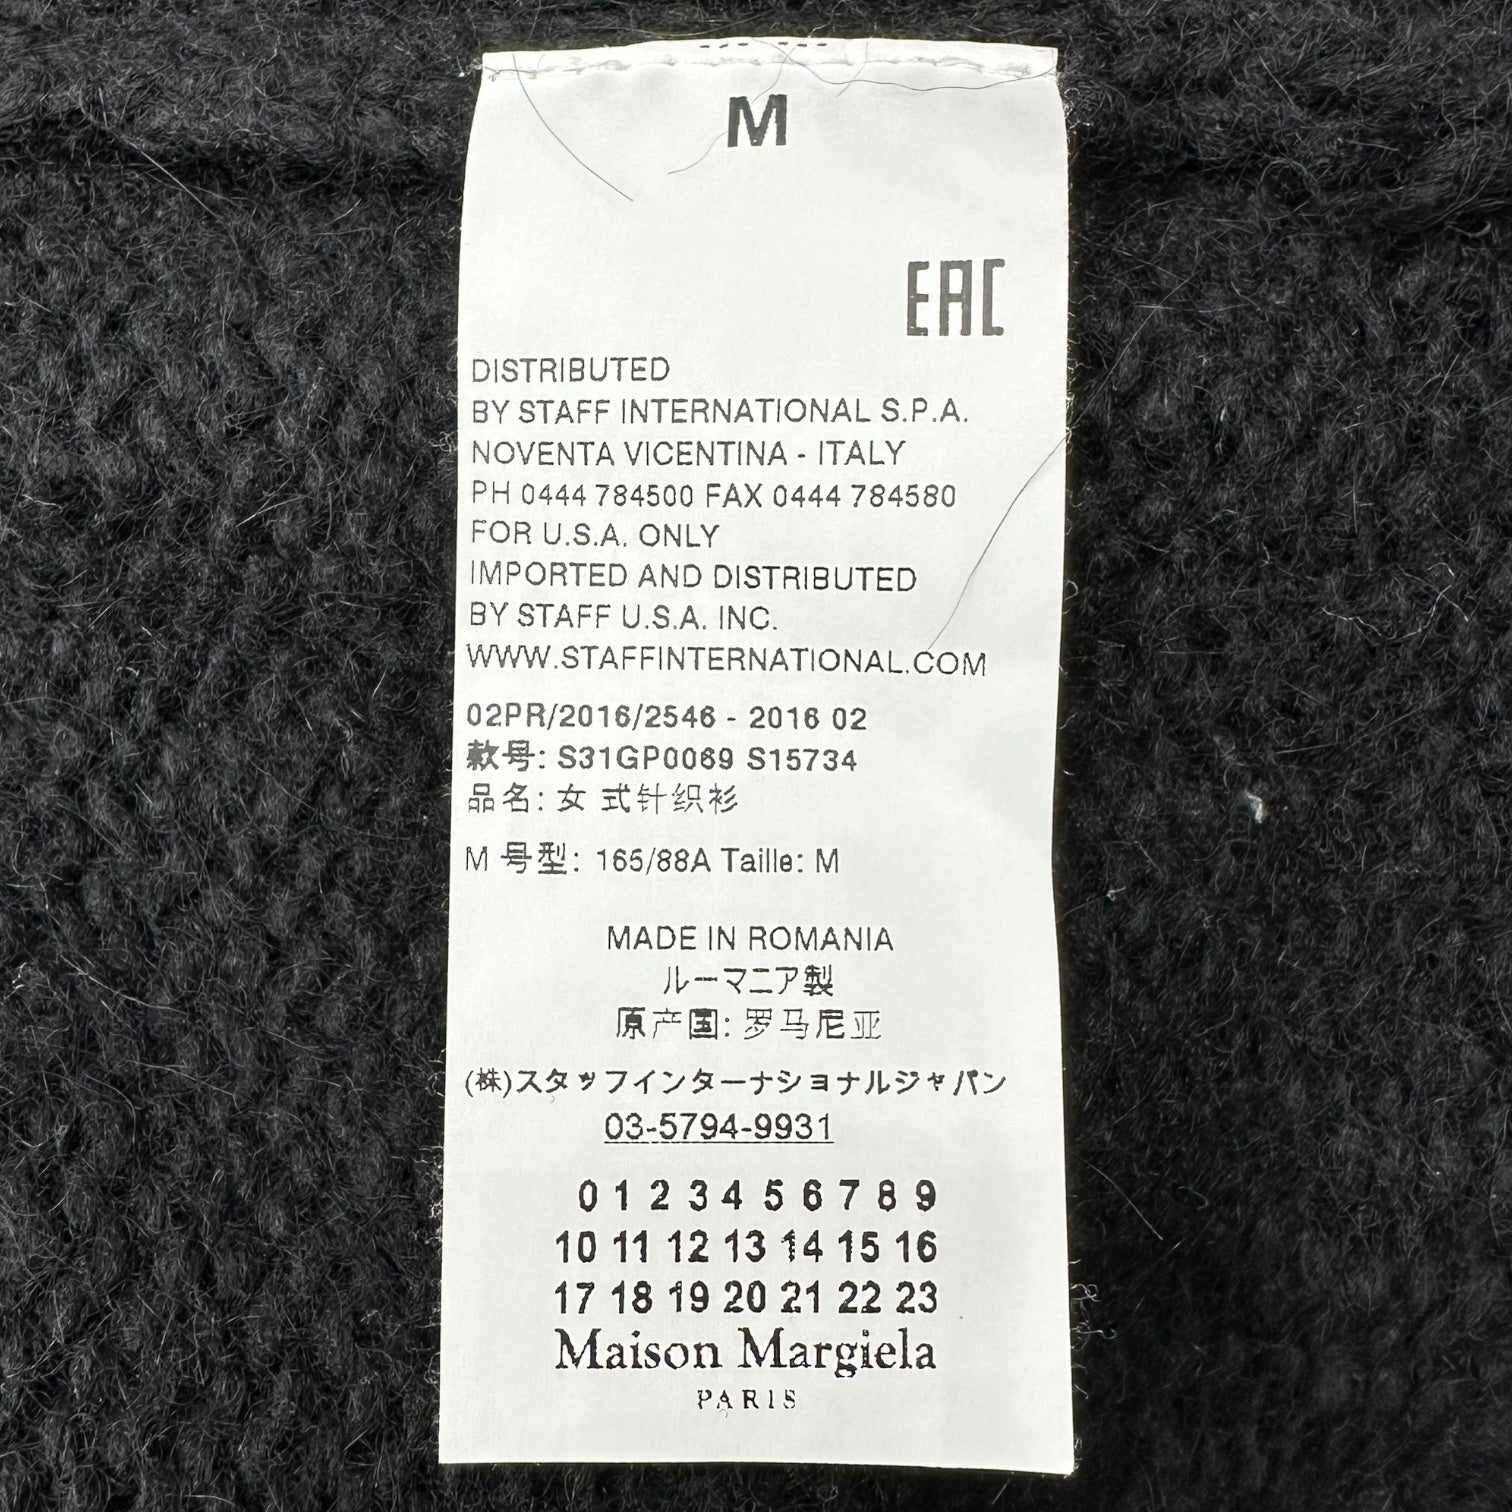 M
EAC
DISTRIBUTED
BY STAFF INTERNATIONAL S.P.A.
NOVENTA VICENTINA - ITALY
PH 0444 784500 FAX 0444 784580
FOR U.S.A. ONLY
IMPORTED AND DISTRIBUTED
BY STAFF U.S.A. INC.
WWW.STAFFINTERNATIONAL.COM
02PR/2016/2546 - 2016 02
款号: S31GP0069 S15734
品名: 女 式针织衫
M 号型: 165/88A Taille: M
MADE IN ROMANIA
ルーマニア製
原产国: 罗马尼亚
(株)スタッフインターナショナルジャパン
03-5794-9931
0 1 2 3 4 5 6 7 8 9
10 11 12 13 14 15 16
17 18 19 20 21 22 23
Maison Margiela
PARIS